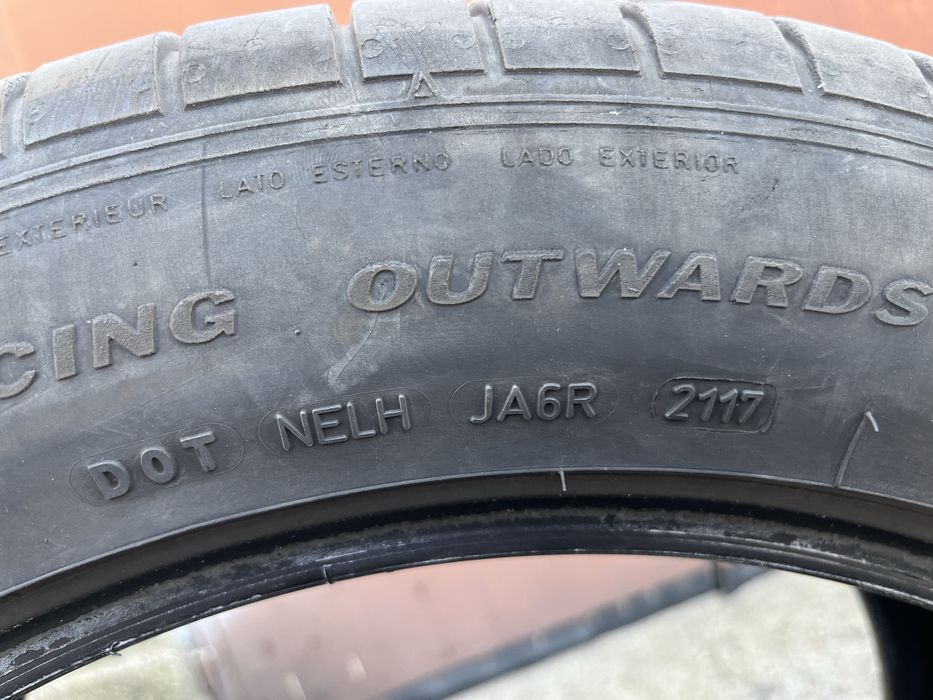 EXTERIEUR LATO ESTERNO LADO EXTERIOR
CING OUTWARDS
DOT NELH JA6R 2117